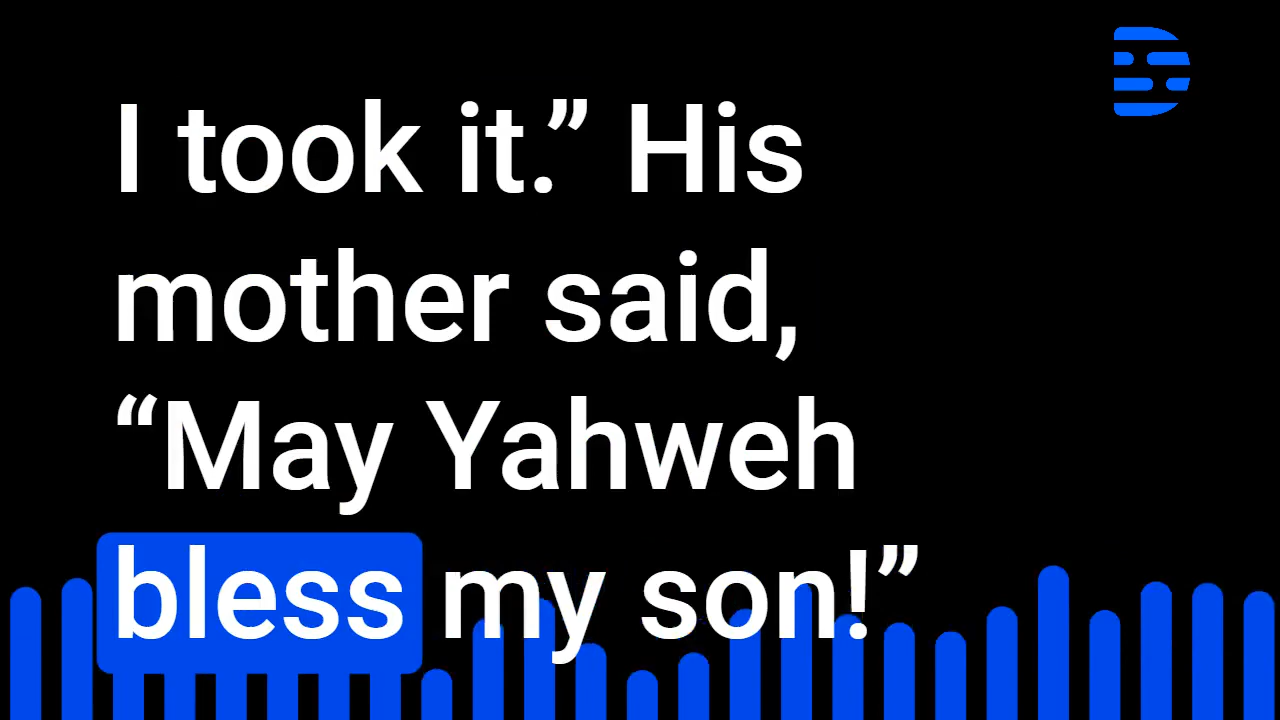 I took it.” His
mother said,
“May Yahweh
bless my son!”